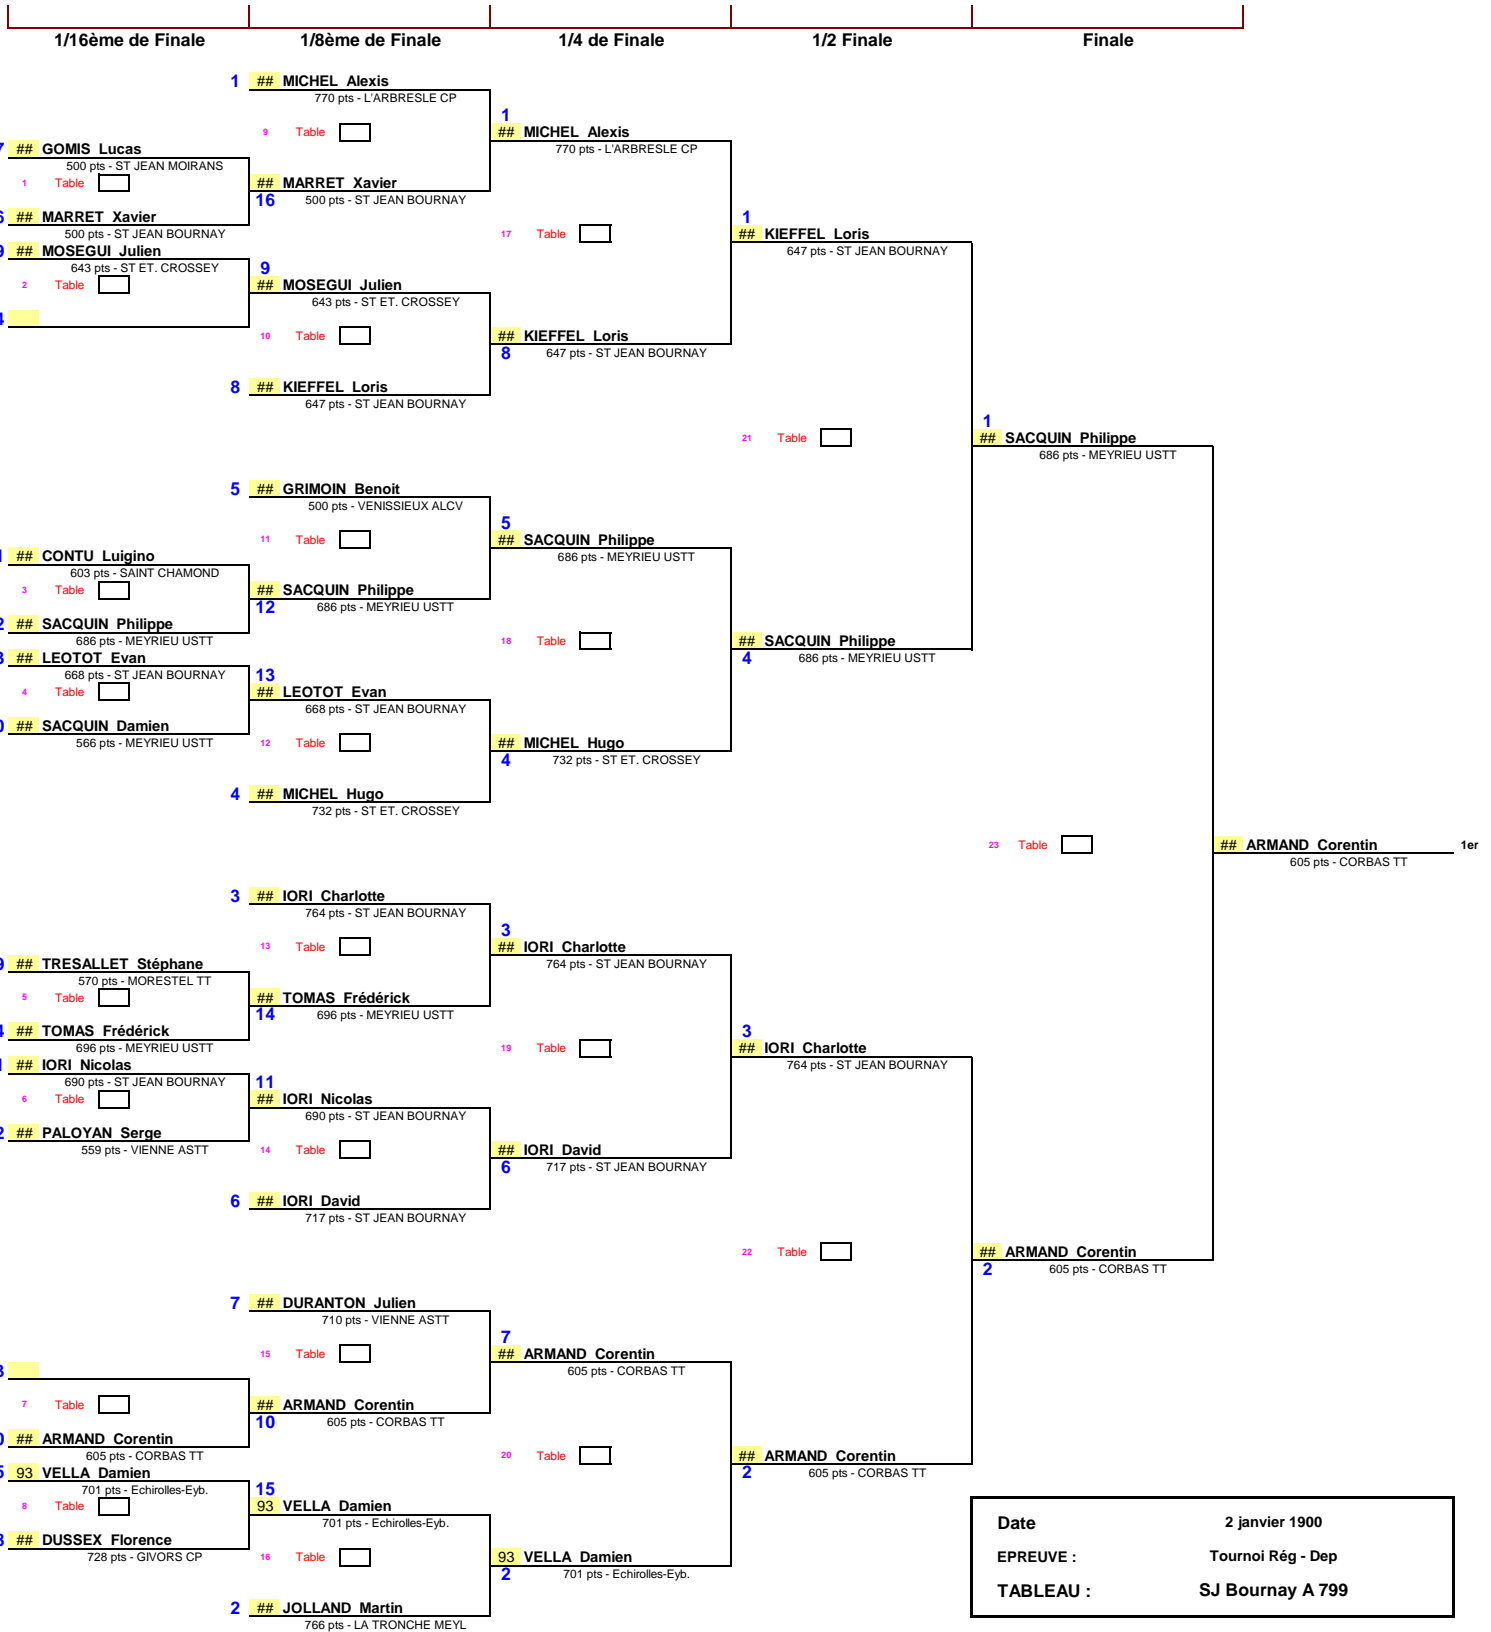 1/16ème de Finale 1/8ème de Finale 1/4 de Finale 1/2 Finale Finale
1 ## MICHEL Alexis
770 pts - L'ARBRESLE CP
1
9 Table ## MICHEL Alexis
770 pts - L'ARBRESLE CP
## GOMIS Lucas
500 pts - ST JEAN MOIRANS
1 Table ## MARRET Xavier
16 500 pts - ST JEAN BOURNAY
## MARRET Xavier 1
500 pts - ST JEAN BOURNAY 17 Table ## KIEFFEL Loris
## MOSEGUI Julien 647 pts - ST JEAN BOURNAY
643 pts - ST ET. CROSSEY 9
2 Table ## MOSEGUI Julien
643 pts - ST ET. CROSSEY
10 Table ## KIEFFEL Loris
8 647 pts - ST JEAN BOURNAY
8 ## KIEFFEL Loris
647 pts - ST JEAN BOURNAY
1
21 Table ## SACQUIN Philippe
686 pts - MEYRIEU USTT
5 ## GRIMOIN Benoit
500 pts - VENISSIEUX ALCV
5
11 Table ## SACQUIN Philippe
686 pts - MEYRIEU USTT
## CONTU Luigino
603 pts - SAINT CHAMOND
3 Table ## SACQUIN Philippe
12 686 pts - MEYRIEU USTT
## SACQUIN Philippe
686 pts - MEYRIEU USTT 18 Table ## SACQUIN Philippe
## LEOTOT Evan 4 686 pts - MEYRIEU USTT
668 pts - ST JEAN BOURNAY 13
4 Table ## LEOTOT Evan
668 pts - ST JEAN BOURNAY
## SACQUIN Damien
566 pts - MEYRIEU USTT 12 Table ## MICHEL Hugo
4 732 pts - ST ET. CROSSEY
4 ## MICHEL Hugo
732 pts - ST ET. CROSSEY
23 Table ## ARMAND Corentin 1er
605 pts - CORBAS TT
3 ## IORI Charlotte
764 pts - ST JEAN BOURNAY
3
13 Table ## IORI Charlotte
764 pts - ST JEAN BOURNAY
## TRESALLET Stéphane
570 pts - MORESTEL TT
5 Table ## TOMAS Frédérick
14 696 pts - MEYRIEU USTT
## TOMAS Frédérick 3
696 pts - MEYRIEU USTT 19 Table ## IORI Charlotte
## IORI Nicolas 764 pts - ST JEAN BOURNAY
690 pts - ST JEAN BOURNAY 11
6 Table ## IORI Nicolas
690 pts - ST JEAN BOURNAY
## PALOYAN Serge
559 pts - VIENNE ASTT 14 Table ## IORI David
6 717 pts - ST JEAN BOURNAY
6 ## IORI David
717 pts - ST JEAN BOURNAY
22 Table ## ARMAND Corentin
2 605 pts - CORBAS TT
7 ## DURANTON Julien
710 pts - VIENNE ASTT
7
15 Table ## ARMAND Corentin
605 pts - CORBAS TT
7 Table ## ARMAND Corentin
10 605 pts - CORBAS TT
## ARMAND Corentin
605 pts - CORBAS TT 20 Table ## ARMAND Corentin
93 VELLA Damien 2 605 pts - CORBAS TT
701 pts - Echirolles-Eyb. 15
8 Table 93 VELLA Damien
701 pts - Echirolles-Eyb.
## DUSSEX Florence
728 pts - GIVORS CP 16 Table 93 VELLA Damien
2 701 pts - Echirolles-Eyb.
2 ## JOLLAND Martin
766 pts - LA TRONCHE MEYL
Date 2 janvier 1900
EPREUVE : Tournoi Rég - Dep
TABLEAU : SJ Bournay A 799